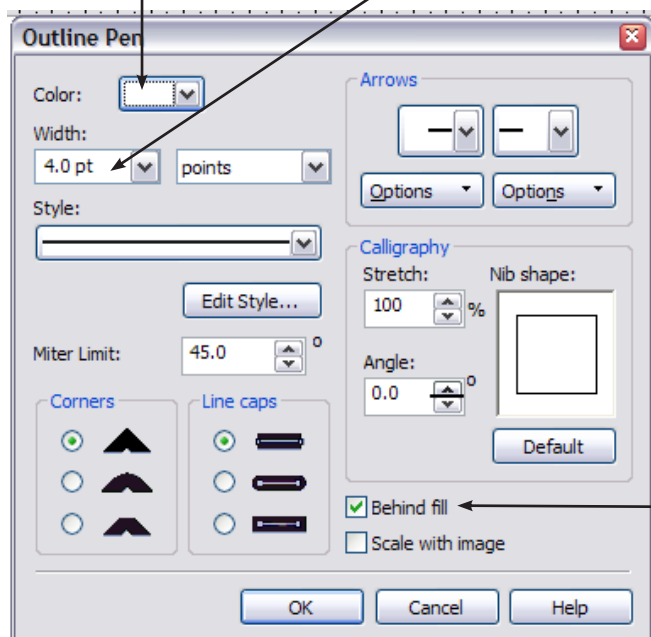 Outline Pen
Color:
Width:
4.0 pt
points
Style:
Edit Style...
Miter Limit:
45.0
o
Corners
Line caps
Arrows
Options
Options
Calligraphy
Stretch:
Nib shape:
100
%
Angle:
0.0
o
Default
Behind fill
Scale with image
OK
Cancel
Help